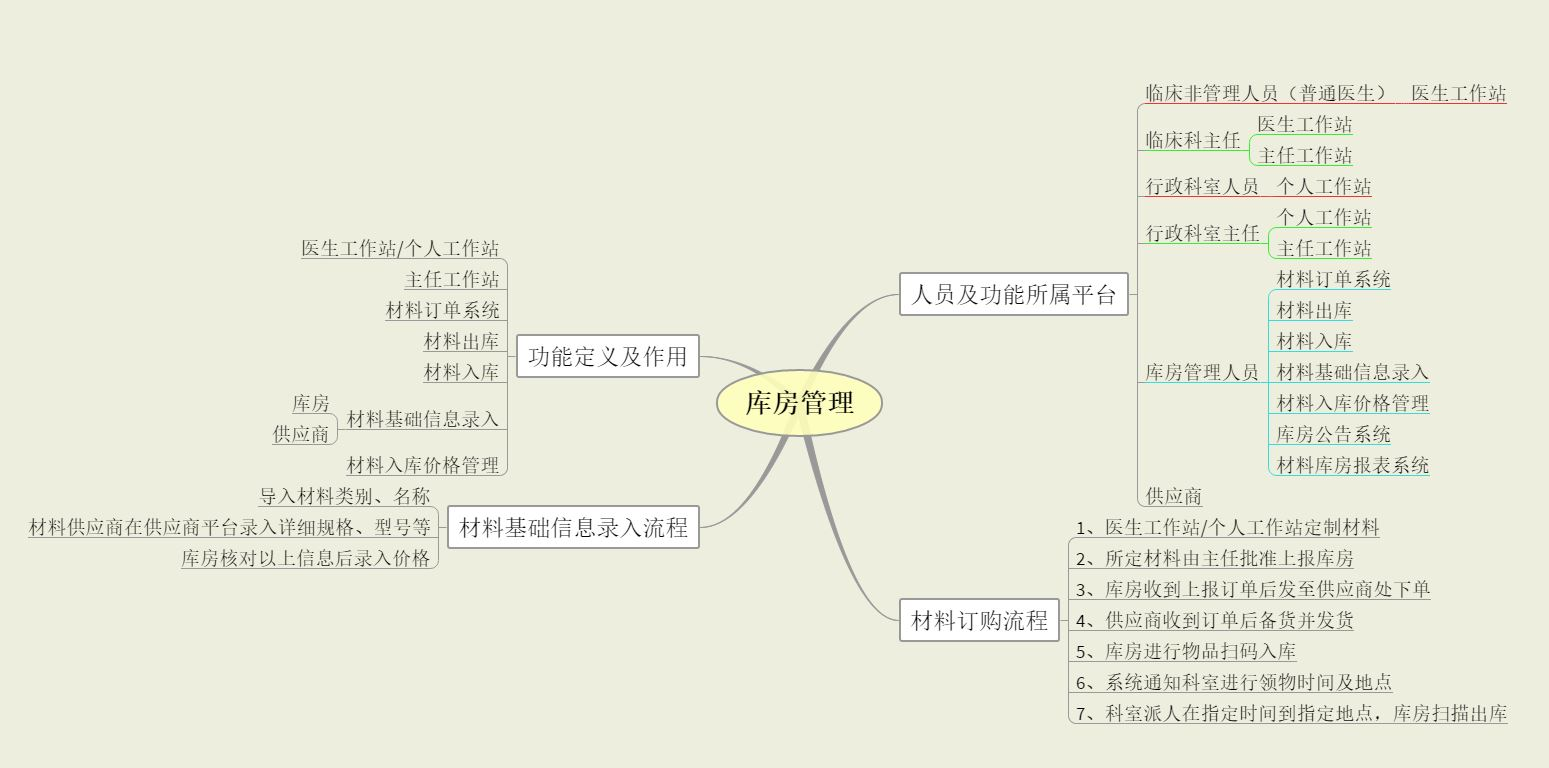 库房管理
人员及功能所属平台
临床非管理人员（普通医生）
医生工作站
临床科主任
医生工作站
主任工作站
行政科室人员
个人工作站
行政科室主任
个人工作站
主任工作站
库房管理人员
材料订单系统
材料出库
材料入库
材料基础信息录入
材料入库价格管理
库房公告系统
材料库房报表系统
供应商
材料订购流程
1、医生工作站/个人工作站定制材料
2、所定材料由主任批准上报库房
3、库房收到上报订单后发至供应商处下单
4、供应商收到订单后备货并发货
5、库房进行物品扫码入库
6、系统通知科室进行领物时间及地点
7、科室派人在指定时间到指定地点，库房扫描出库
功能定义及作用
医生工作站/个人工作站
主任工作站
材料订单系统
材料出库
材料入库
材料基础信息录入
库房
供应商
材料入库价格管理
材料基础信息录入流程
导入材料类别、名称
材料供应商在供应商平台录入详细规格、型号等
库房核对以上信息后录入价格